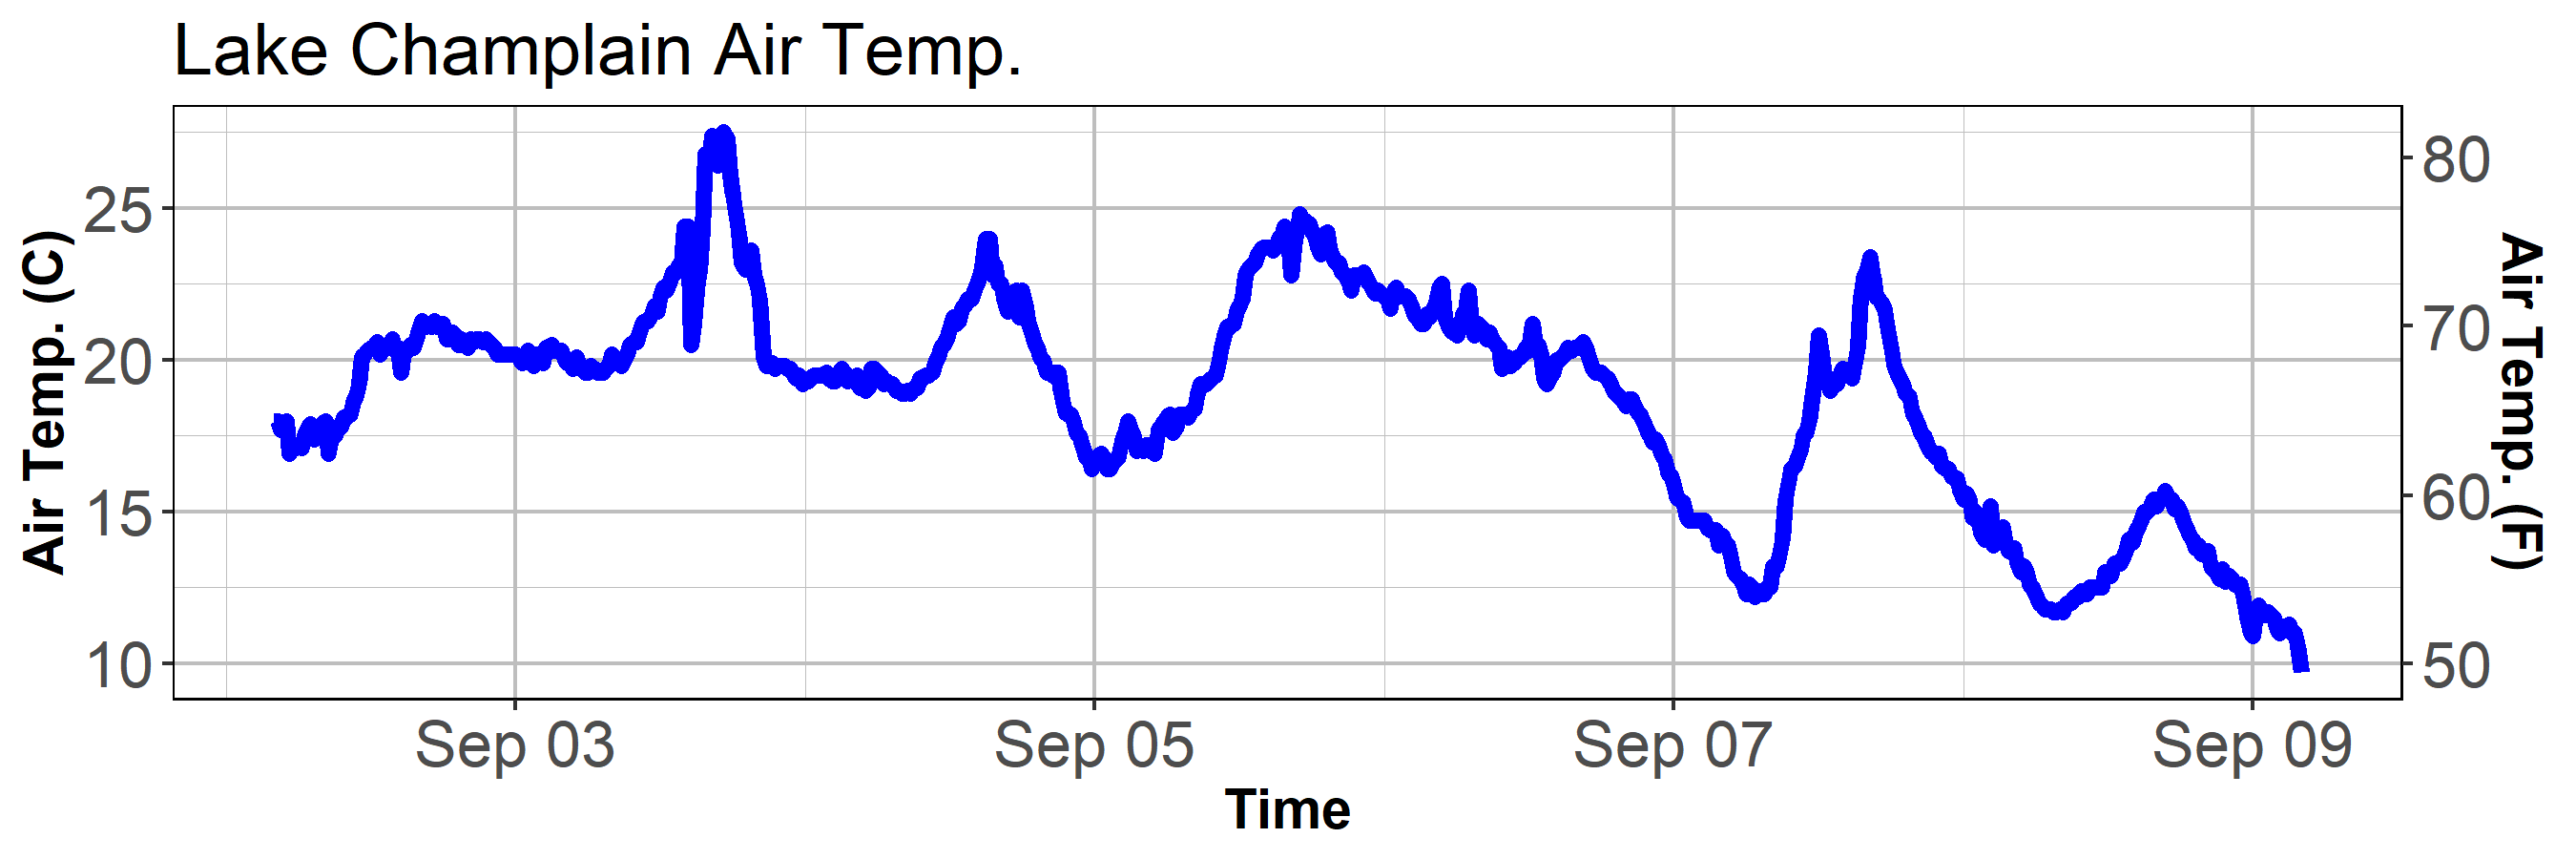 Lake Champlain Air Temp.
Air Temp. (C)
25
20
15
10
80
70
60
50
Air Temp. (F)
Sep 03 Sep 05 Sep 07 Sep 09
Time